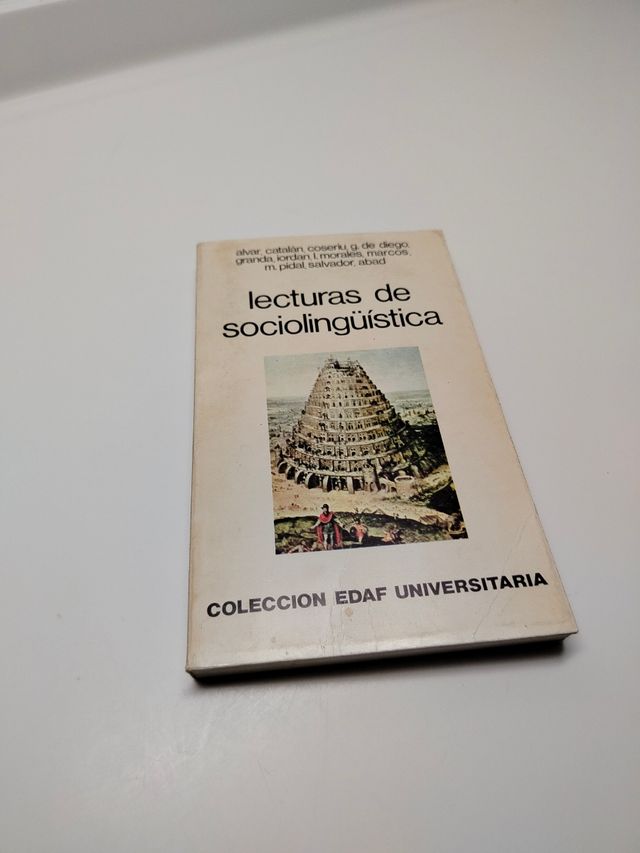 alvar, catalán, coseriu, g. de diego,
granda, iordan, l. morales, marcos,
m. pidal, salvador, abad
lecturas de
sociolingüística
COLECCION EDAF UNIVERSITARIA